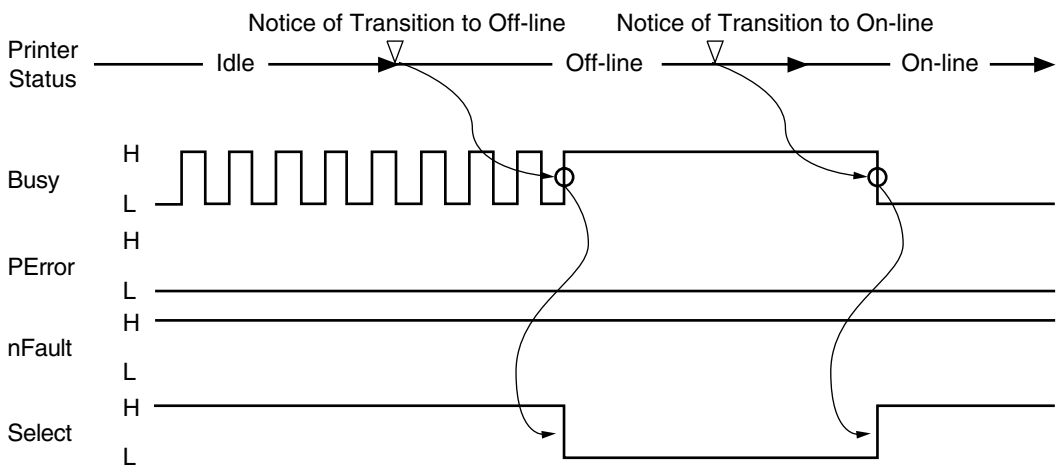 Notice of Transition to Off-line
Notice of Transition to On-line
Printer
Status
Idle
Off-line
On-line
H
Busy
L
H
PError
L
H
nFault
L
H
Select
L